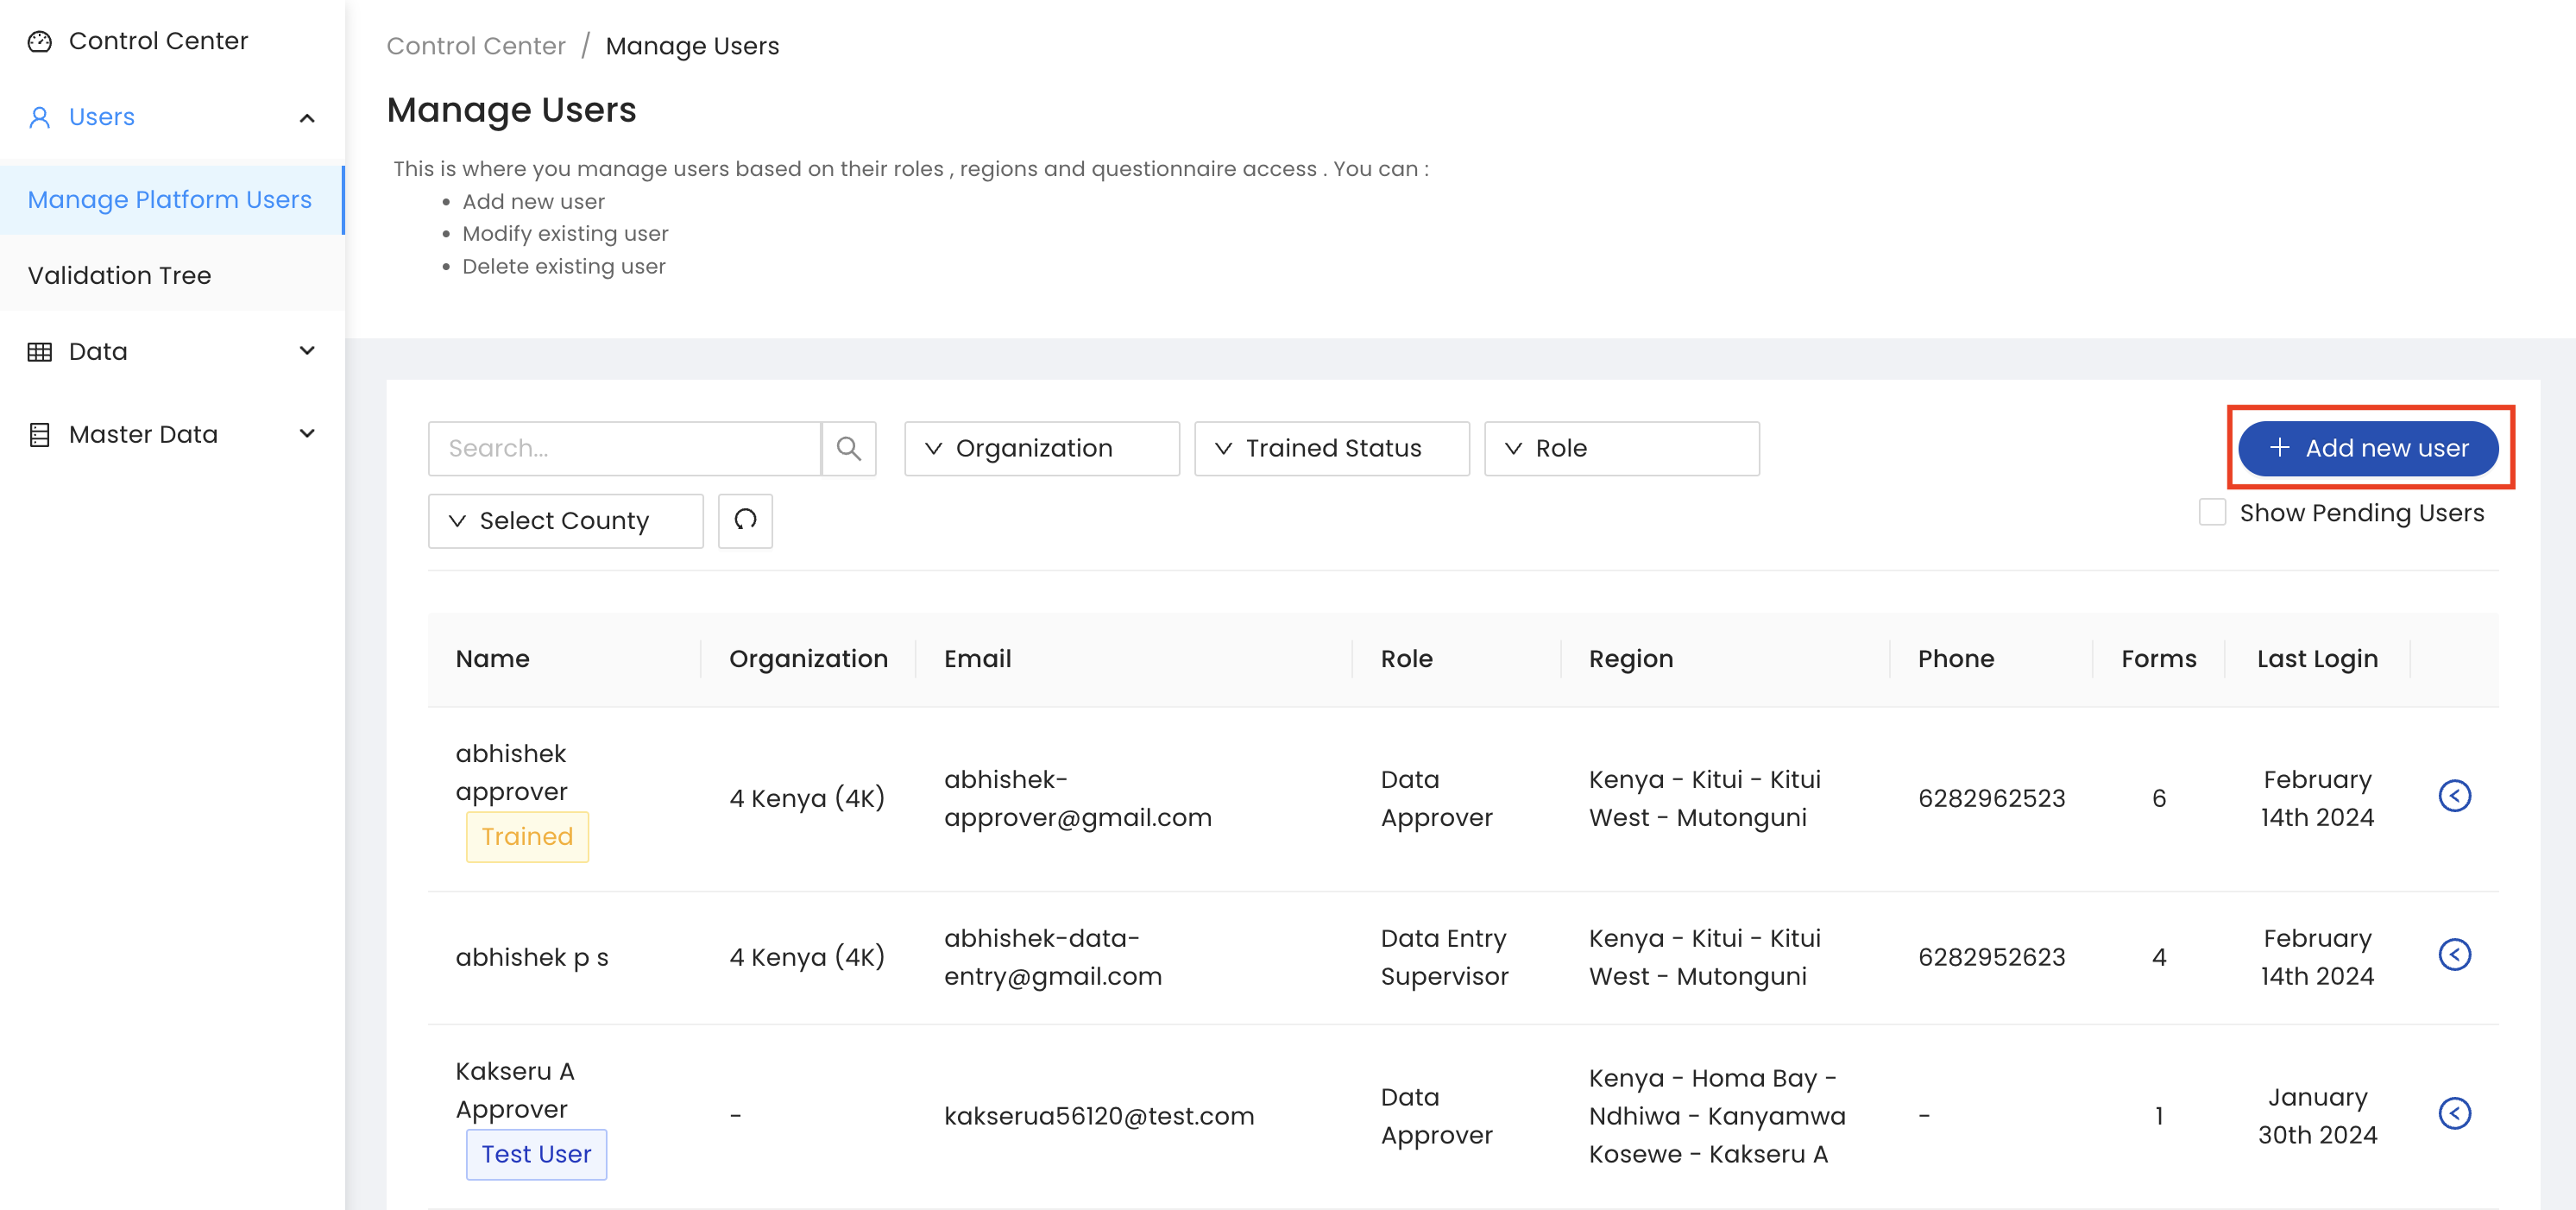 Control Center
Users
Manage Platform Users
Validation Tree
Data
Master Data
Control Center / Manage Users
Manage Users
This is where you manage users based on their roles , regions and questionnaire access . You can :
• Add new user
• Modify existing user
• Delete existing user
Search...
Organization
Trained Status
Role
+ Add new user
Select County
Show Pending Users
Name Organization Email Role Region Phone Forms Last Login
abhishek
approver
Trained
4 Kenya (4K)
abhishek-
approver@gmail.com
Data
Approver
Kenya - Kitui - Kitui
West - Mutonguni
6282962523
6
February
14th 2024
abhishek p s
4 Kenya (4K)
abhishek-data-
entry@gmail.com
Data Entry
Supervisor
Kenya - Kitui - Kitui
West - Mutonguni
6282952623
4
February
14th 2024
Kakseru A
Approver
Test User
-
kakserua56120@test.com
Data
Approver
Kenya - Homa Bay -
Ndhiwa - Kanyamwa
Kosewe - Kakseru A
-
1
January
30th 2024